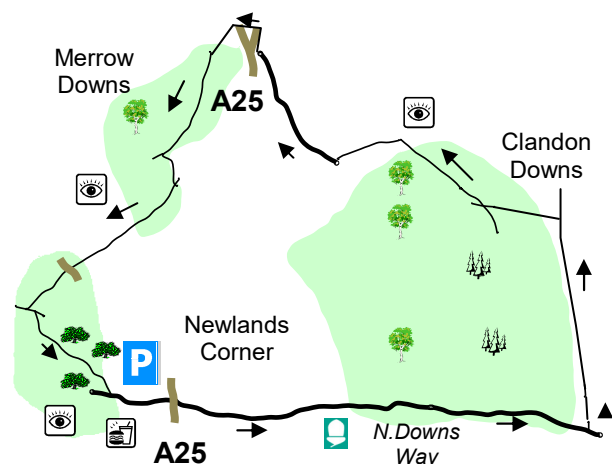 Merrow
Downs
A25
Clandon
Downs
Newlands
Corner
P
A25
N.Downs
Way